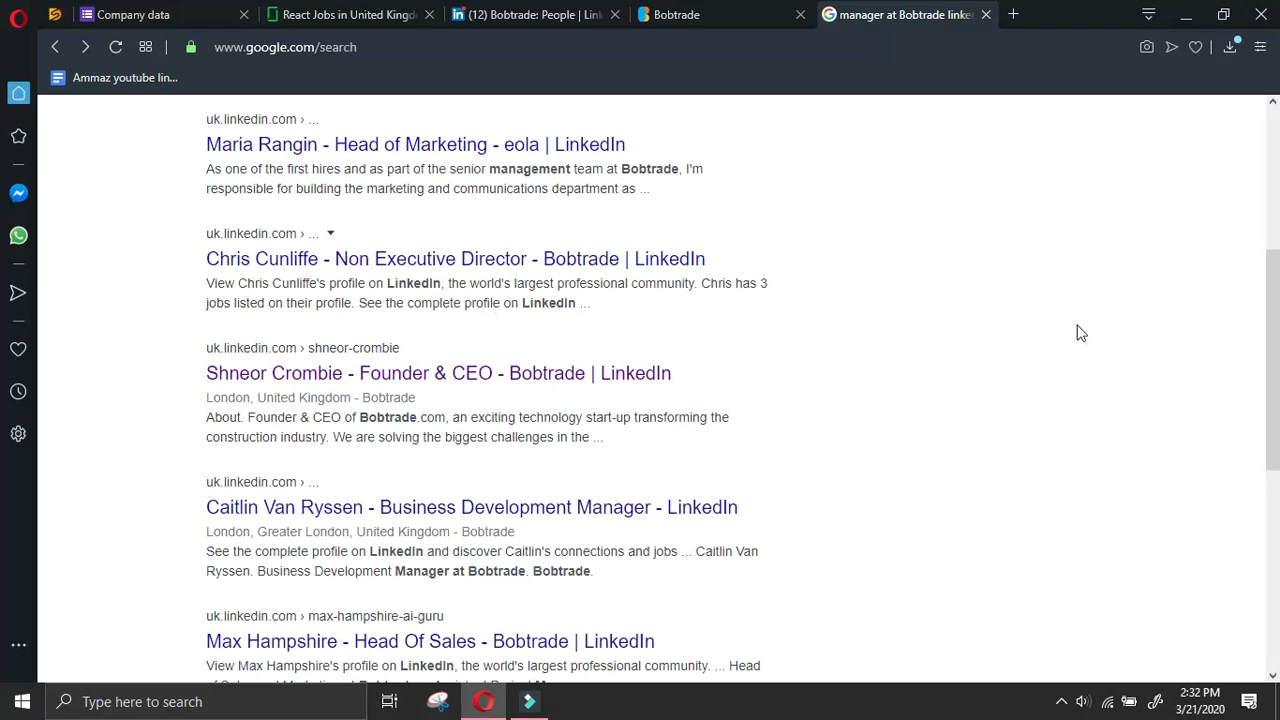 Company data
React Jobs in United Kingd
(12) Bobtrade: People | Lin
Bobtrade
manager at Bobtrade linke
www.google.com/search
Ammaz youtube lin...
uk.linkedin.com › ...
Maria Rangin - Head of Marketing - eola | LinkedIn
As one of the first hires and as part of the senior management team at Bobtrade, I'm
responsible for building the marketing and communications department as ...
uk.linkedin.com › ...
Chris Cunliffe - Non Executive Director - Bobtrade | LinkedIn
View Chris Cunliffe's profile on LinkedIn, the world's largest professional community. Chris has 3
jobs listed on their profile. See the complete profile on LinkedIn ...
uk.linkedin.com › shneor-crombie
Shneor Crombie - Founder & CEO - Bobtrade | LinkedIn
London, United Kingdom - Bobtrade
About. Founder & CEO of Bobtrade.com, an exciting technology start-up transforming the
construction industry. We are solving the biggest challenges in the ...
uk.linkedin.com › ...
Caitlin Van Ryssen - Business Development Manager - LinkedIn
London, Greater London, United Kingdom - Bobtrade
See the complete profile on LinkedIn and discover Caitlin's connections and jobs ... Caitlin Van
Ryssen. Business Development Manager at Bobtrade. Bobtrade.
uk.linkedin.com › max-hampshire-ai-guru
Max Hampshire - Head Of Sales - Bobtrade | LinkedIn
View Max Hampshire's profile on LinkedIn, the world's largest professional community. ... Head
Type here to search
2:32 PM
3/21/2020